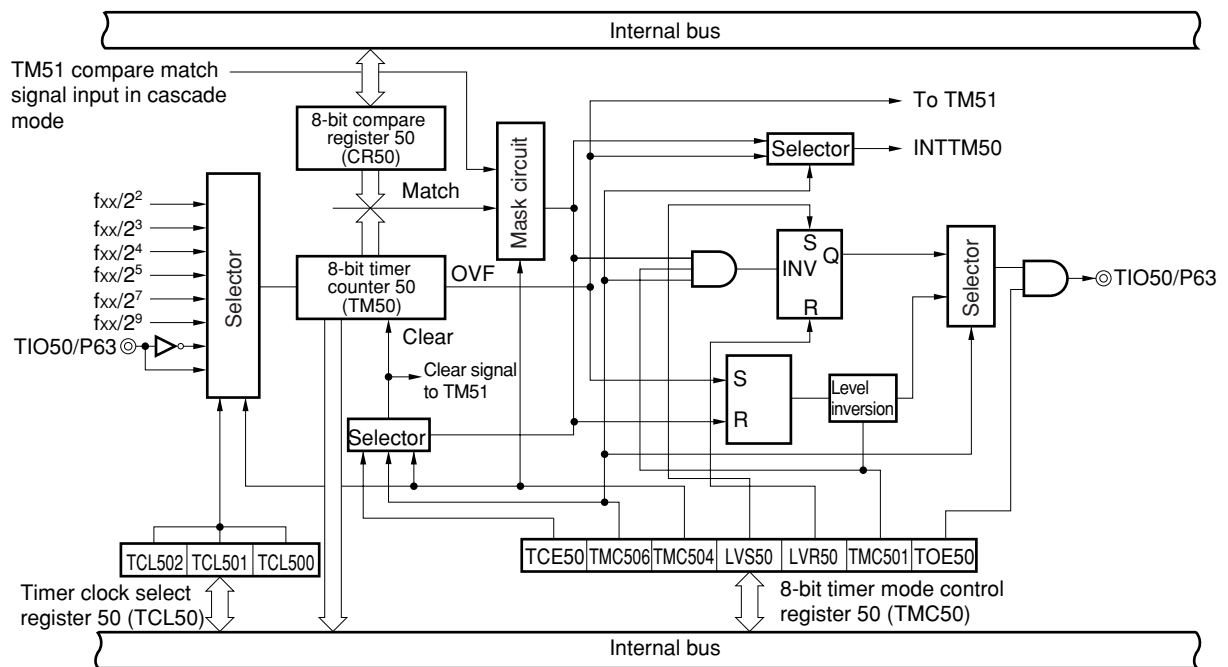 Internal bus
TM51 compare match
signal input in cascade
mode
8-bit compare
register 50
(CR50)
Mask circuit
To TM51
Selector
INTTM50
Match
fxx/2²
fxx/2³
fxx/2⁴
fxx/2⁵
fxx/2⁷
fxx/2⁹
TIO50/P63
Selector
8-bit timer
counter 50
(TM50)
OVF
Clear
Clear signal
to TM51
Selector
S
INV
Q
R
Selector
TIO50/P63
S
R
Level
inversion
TCL502 TCL501 TCL500
Timer clock select
register 50 (TCL50)
TCE50 TMC506 TMC504 LVS50 LVR50 TMC501 TOE50
8-bit timer mode control
register 50 (TMC50)
Internal bus